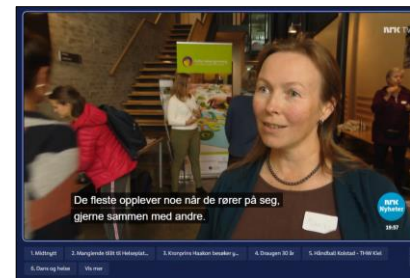 NRK TV
De fleste opplever noe når de rører på seg,
gjerne sammen med andre.
NRK
Nyheter
19:57
1. Midtnytt
2. Manglende tillit til Helseplat...
3. Kronprins Haakon besøker y...
4. Draugen 30 år
5. Håndball Kolstad - THW Kiel
6. Dans og helse
Vis mer